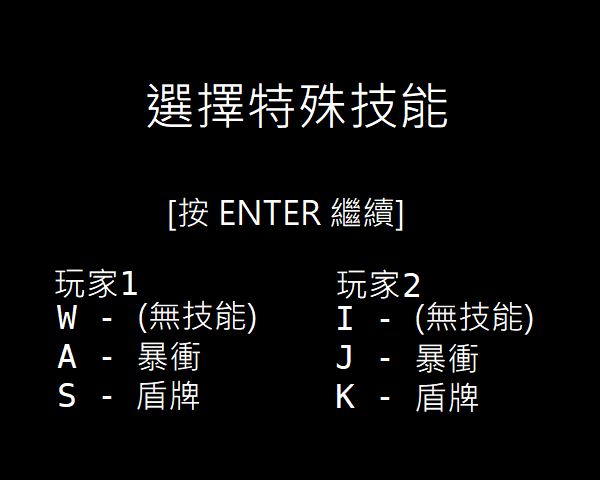 選擇特殊技能
[按 ENTER 繼續]
玩家1
W - (無技能)
A - 暴衝
S - 盾牌
玩家2
I - (無技能)
J - 暴衝
K - 盾牌